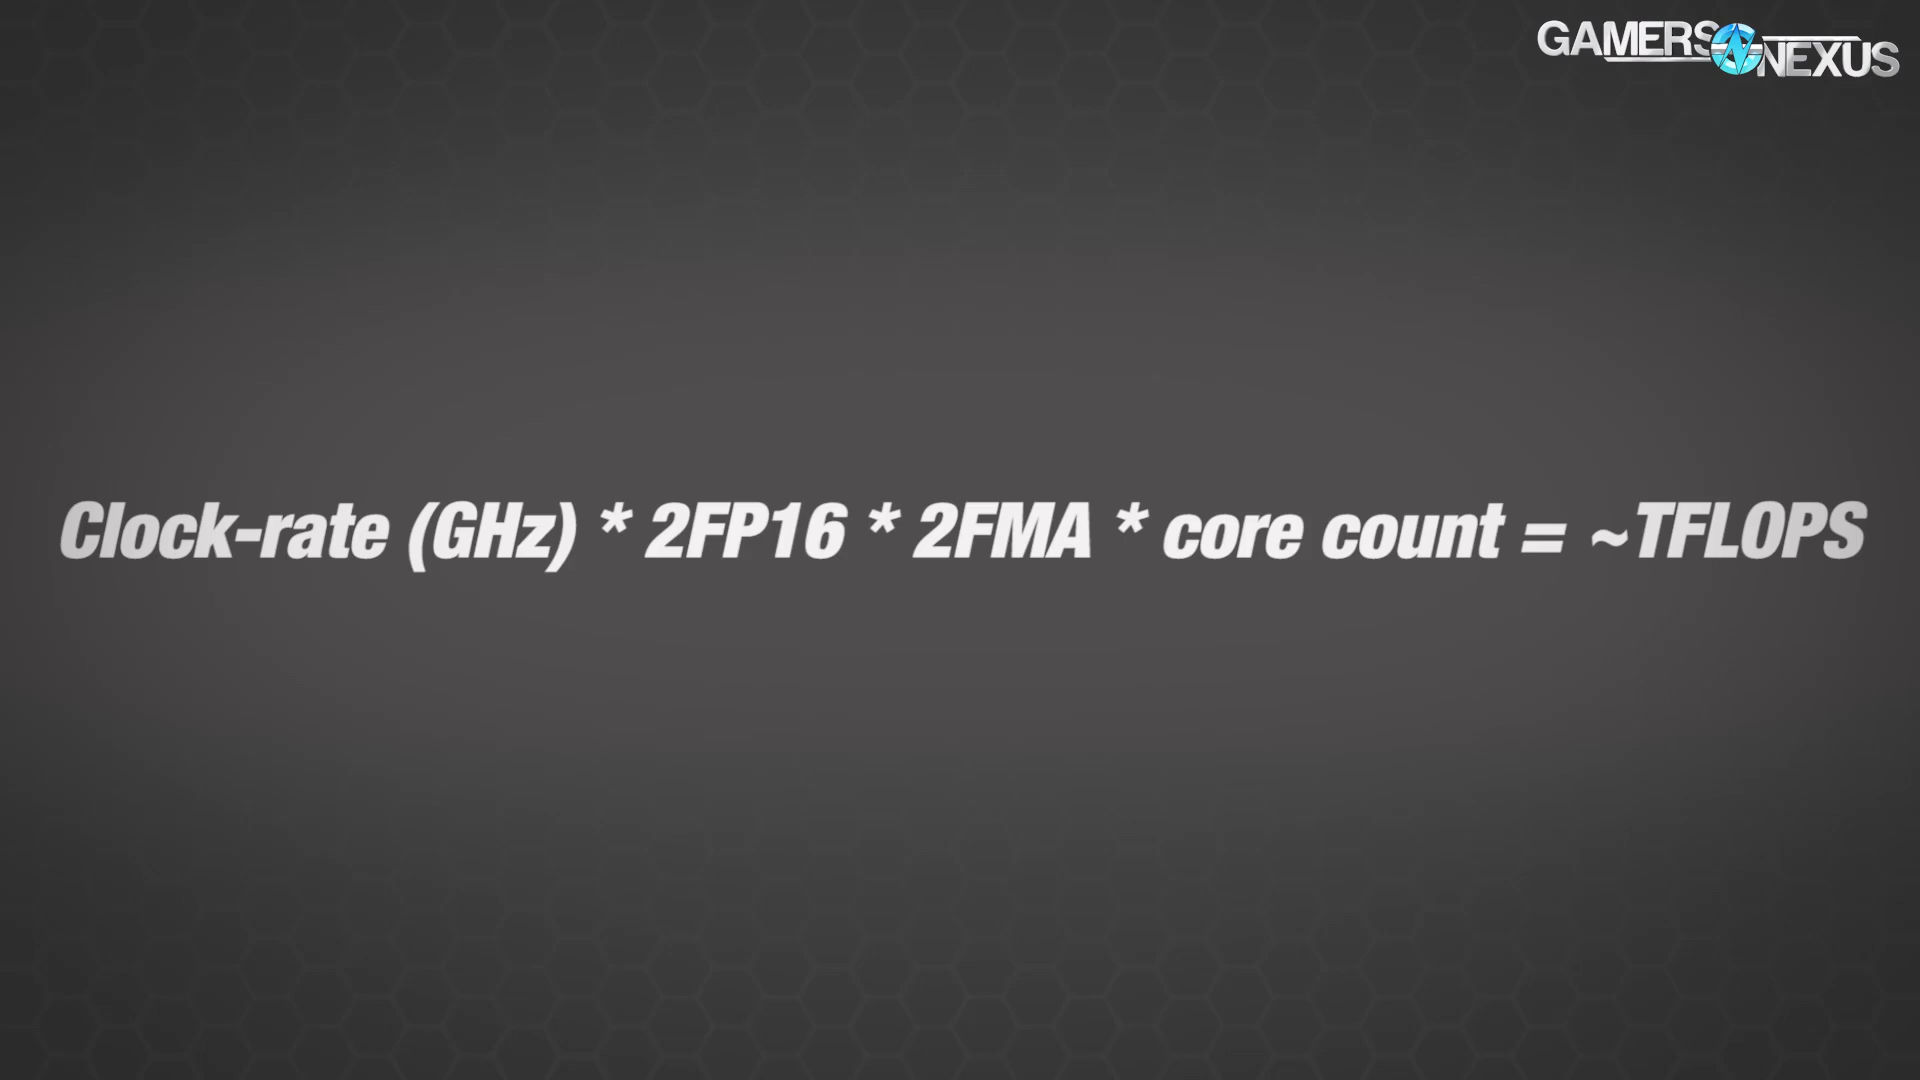 GAMERS NEXUS
Clock-rate (GHz) * 2FP16 * 2FMA * core count = ~TFLOPS